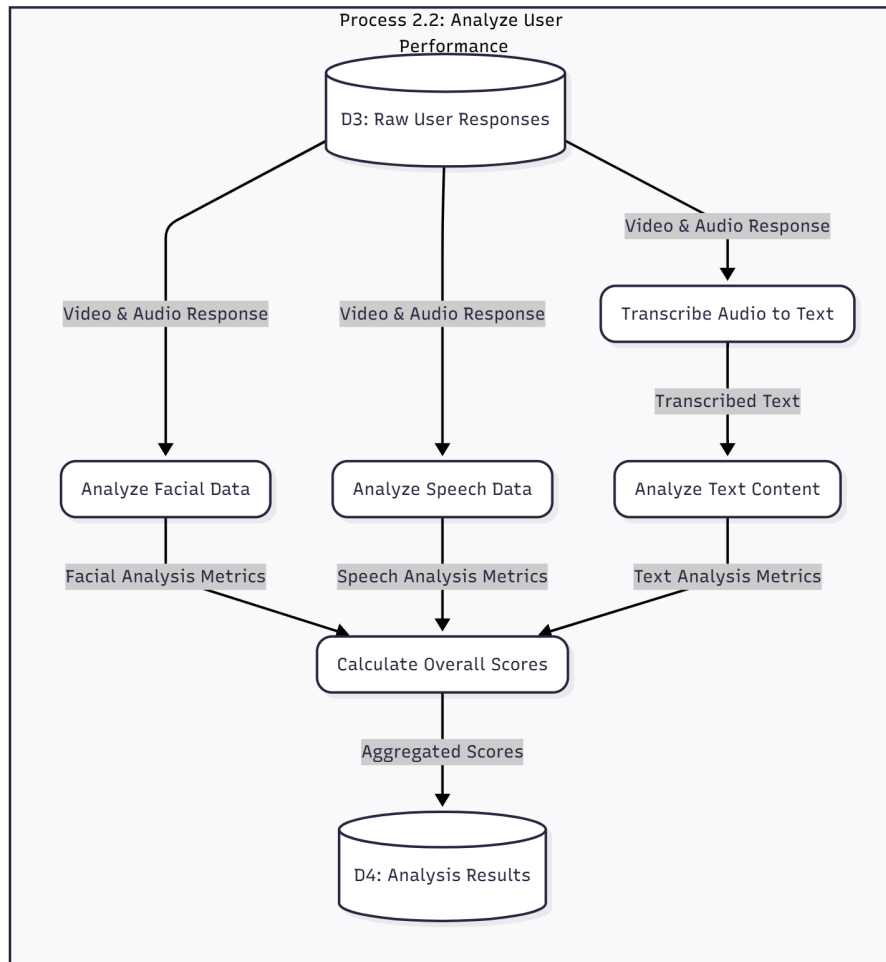 Process 2.2: Analyze User
Performance
D3: Raw User Responses
Video & Audio Response
Video & Audio Response
Video & Audio Response
Transcribe Audio to Text
Transcribed Text
Analyze Facial Data
Analyze Speech Data
Analyze Text Content
Facial Analysis Metrics
Speech Analysis Metrics
Text Analysis Metrics
Calculate Overall Scores
Aggregated Scores
D4: Analysis Results